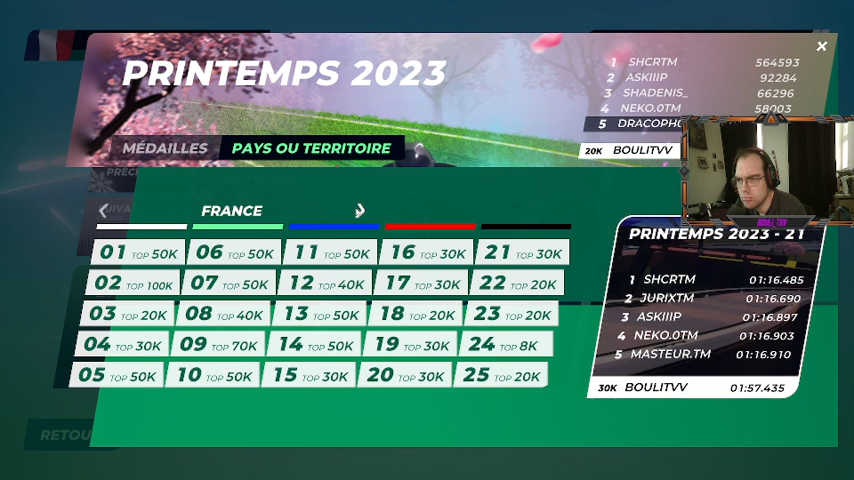 PRINTEMPS 2023
1 SHCRTM 564593
2 ASKIIIP 92284
3 SHADENIS_ 66296
4 NEKO.0TM 58003
5
20K BOULITVV
MÉDAILLES PAYS OU TERRITOIRE
FRANCE
01 TOP 50K 06 TOP 50K 11 TOP 50K 16 TOP 30K 21 TOP 30K
02 TOP 100K 07 TOP 50K 12 TOP 40K 17 TOP 30K 22 TOP 20K
03 TOP 20K 08 TOP 40K 13 TOP 50K 18 TOP 20K 23 TOP 20K
04 TOP 30K 09 TOP 70K 14 TOP 50K 19 TOP 30K 24 TOP 8K
05 TOP 50K 10 TOP 50K 15 TOP 30K 20 TOP 30K 25 TOP 20K
PRINTEMPS 2023 - 21
1 SHCRTM 01:16.485
2 JURIXTM 01:16.690
3 ASKIIIP 01:16.897
4 NEKO.0TM 01:16.903
5 MASTEUR.TM 01:16.910
30K BOULITVV 01:57.435
RETOU